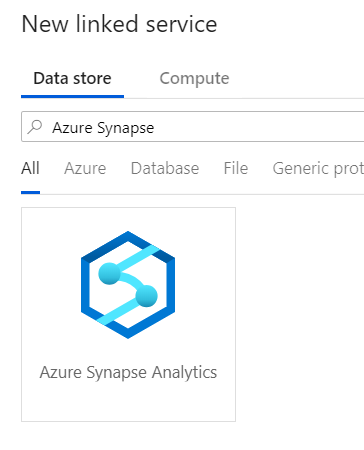 New linked service
Data store Compute
Azure Synapse
All Azure Database File Generic prot
Azure Synapse Analytics